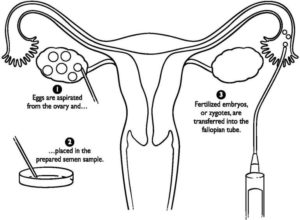 1
Eggs are aspirated
from the ovary and…
2
…placed in the
prepared semen sample.
3
Fertilized embryos,
or zygotes, are
transferred into the
fallopian tube.